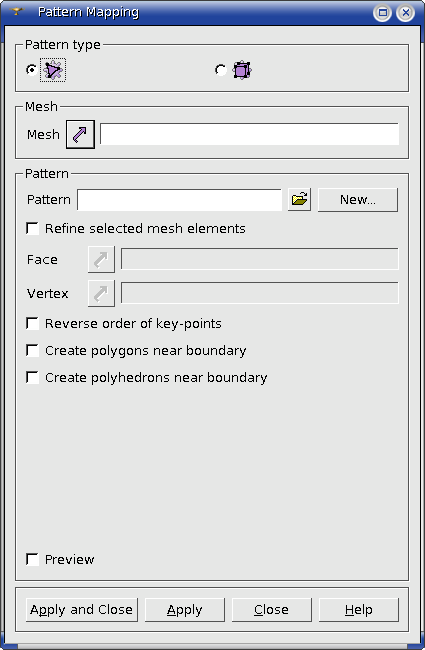 Pattern Mapping
Pattern type
Mesh
Mesh
Pattern
Pattern New...
Refine selected mesh elements
Face
Vertex
Reverse order of key-points
Create polygons near boundary
Create polyhedrons near boundary
Preview
Apply and Close Apply Close Help